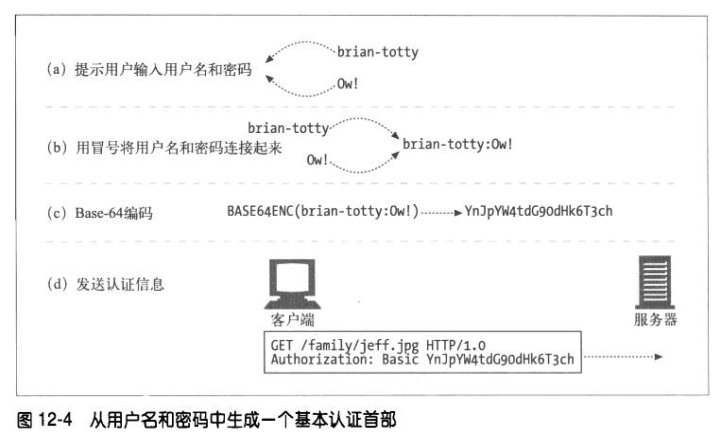 (a) 提示用户输入用户名和密码
brian-totty
Ow!
(b) 用冒号将用户名和密码连接起来
brian-totty
Ow!
brian-totty:Ow!
(c) Base-64编码
BASE64ENC(brian-totty:Ow!)
YnJpYW4tdG90dHk6T3ch
(d) 发送认证信息
客户端
服务器
GET /family/jeff.jpg HTTP/1.0
Authorization: Basic YnJpYW4tdG90dHk6T3ch
图 12-4 从用户名和密码中生成一个基本认证首部